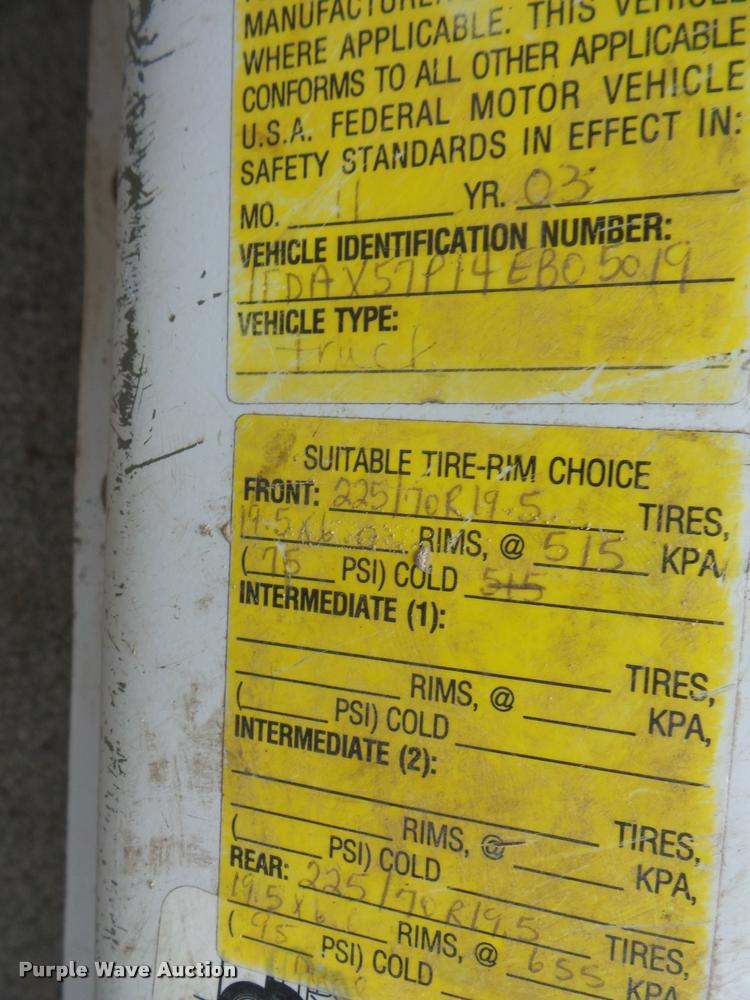 MANUFACTURER
WHERE APPLICABLE. THIS VEHICLE
CONFORMS TO ALL OTHER APPLICABLE
U.S.A. FEDERAL MOTOR VEHICLE
SAFETY STANDARDS IN EFFECT IN:
MO. 11 YR. 03
VEHICLE IDENTIFICATION NUMBER:
1FDAX57P14EB05019
VEHICLE TYPE:
truck
SUITABLE TIRE-RIM CHOICE
FRONT: 225/70R19.5 TIRES,
19.5x6.0 RIMS, @ 515 KPA,
(75 PSI) COLD 515
INTERMEDIATE (1):
TIRES,
RIMS, @ KPA,
( PSI) COLD
INTERMEDIATE (2):
TIRES,
RIMS, @ KPA,
( PSI) COLD
REAR: 225/70R19.5 TIRES,
19.5x6. RIMS, @ 655 KPA
(95 PSI) COLD
Purple Wave Auction